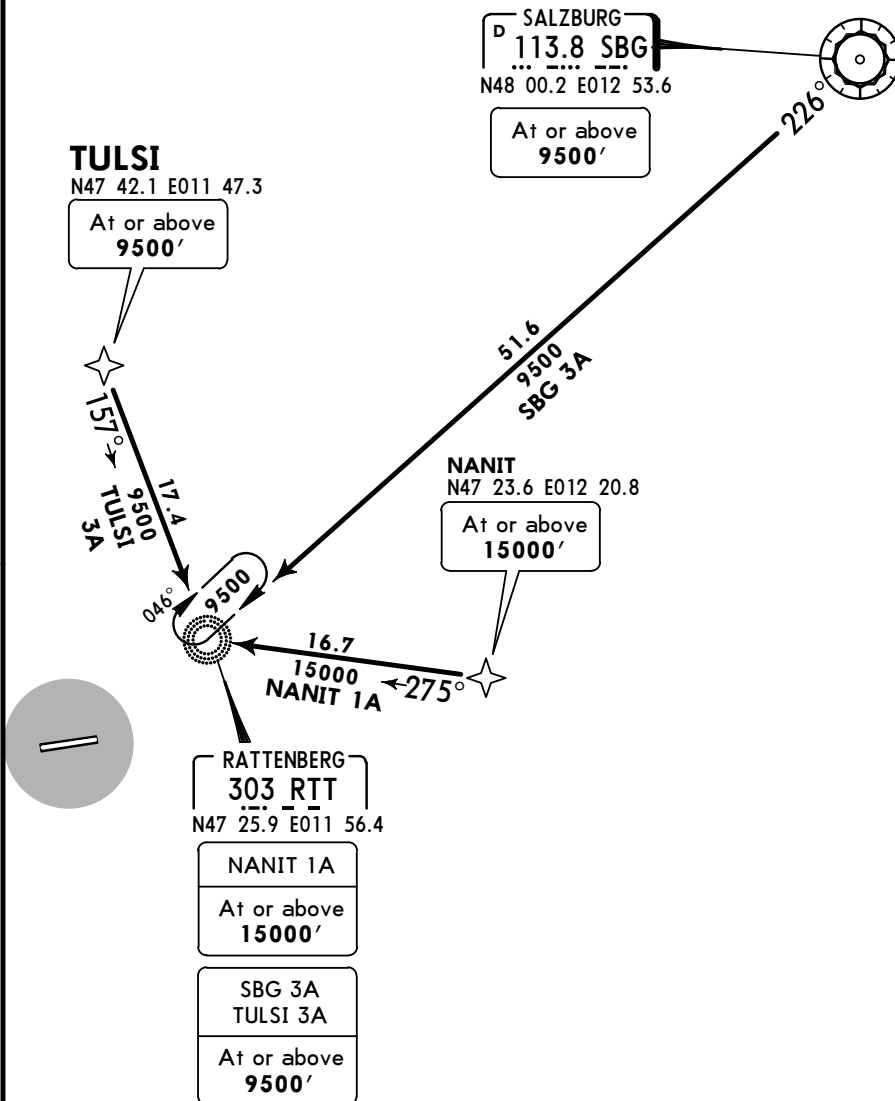 SALZBURG
D 113.8 SBG
N48 00.2 E012 53.6
At or above
9500′
226°
TULSI
N47 42.1 E011 47.3
At or above
9500′
51.6
9500
SBG 3A
157°
17.4
9500
TULSI
3A
NANIT
N47 23.6 E012 20.8
At or above
15000′
046°
9500
16.7
15000
NANIT 1A
275°
RATTENBERG
303 RTT
N47 25.9 E011 56.4
NANIT 1A
At or above
15000′
SBG 3A
TULSI 3A
At or above
9500′